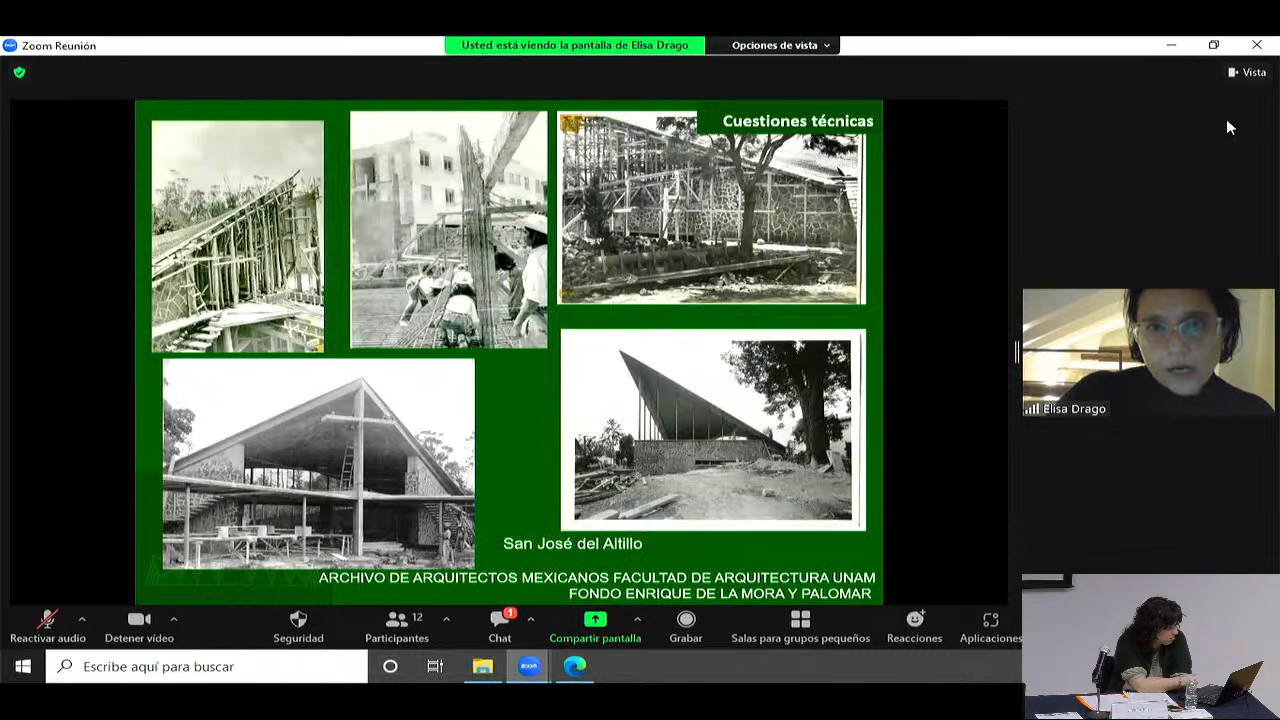 Zoom Reunión
Usted está viendo la pantalla de Elisa Drago
Opciones de vista
Vista
Cuestiones técnicas
Elisa Drago
San José del Altillo
ARCHIVO DE ARQUITECTOS MEXICANOS FACULTAD DE ARQUITECTURA UNAM
FONDO ENRIQUE DE LA MORA Y PALOMAR
12
1
Reactivar audio
Detener vídeo
Seguridad
Participantes
Chat
Compartir pantalla
Grabar
Salas para grupos pequeños
Reacciones
Aplicaciones
Escribe aquí para buscar
zoom